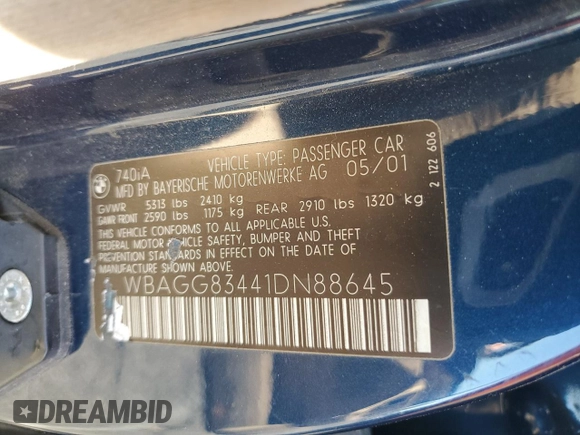 BMW
740iA VEHICLE TYPE: PASSENGER CAR
MFD BY BAYERISCHE MOTORENWERKE AG 05/01
GVWR 5313 lbs 2410 kg
GAWR FRONT 2590 lbs 1175 kg REAR 2910 lbs 1320 kg
THIS VEHICLE CONFORMS TO ALL APPLICABLE U.S.
FEDERAL MOTOR VEHICLE SAFETY, BUMPER AND THEFT
PREVENTION STANDARDS IN EFFECT ON THE DATE OF
MANUFACTURE SHOWN ABOVE.
WBAGG83441DN88645
2 122 606
DREAMBID